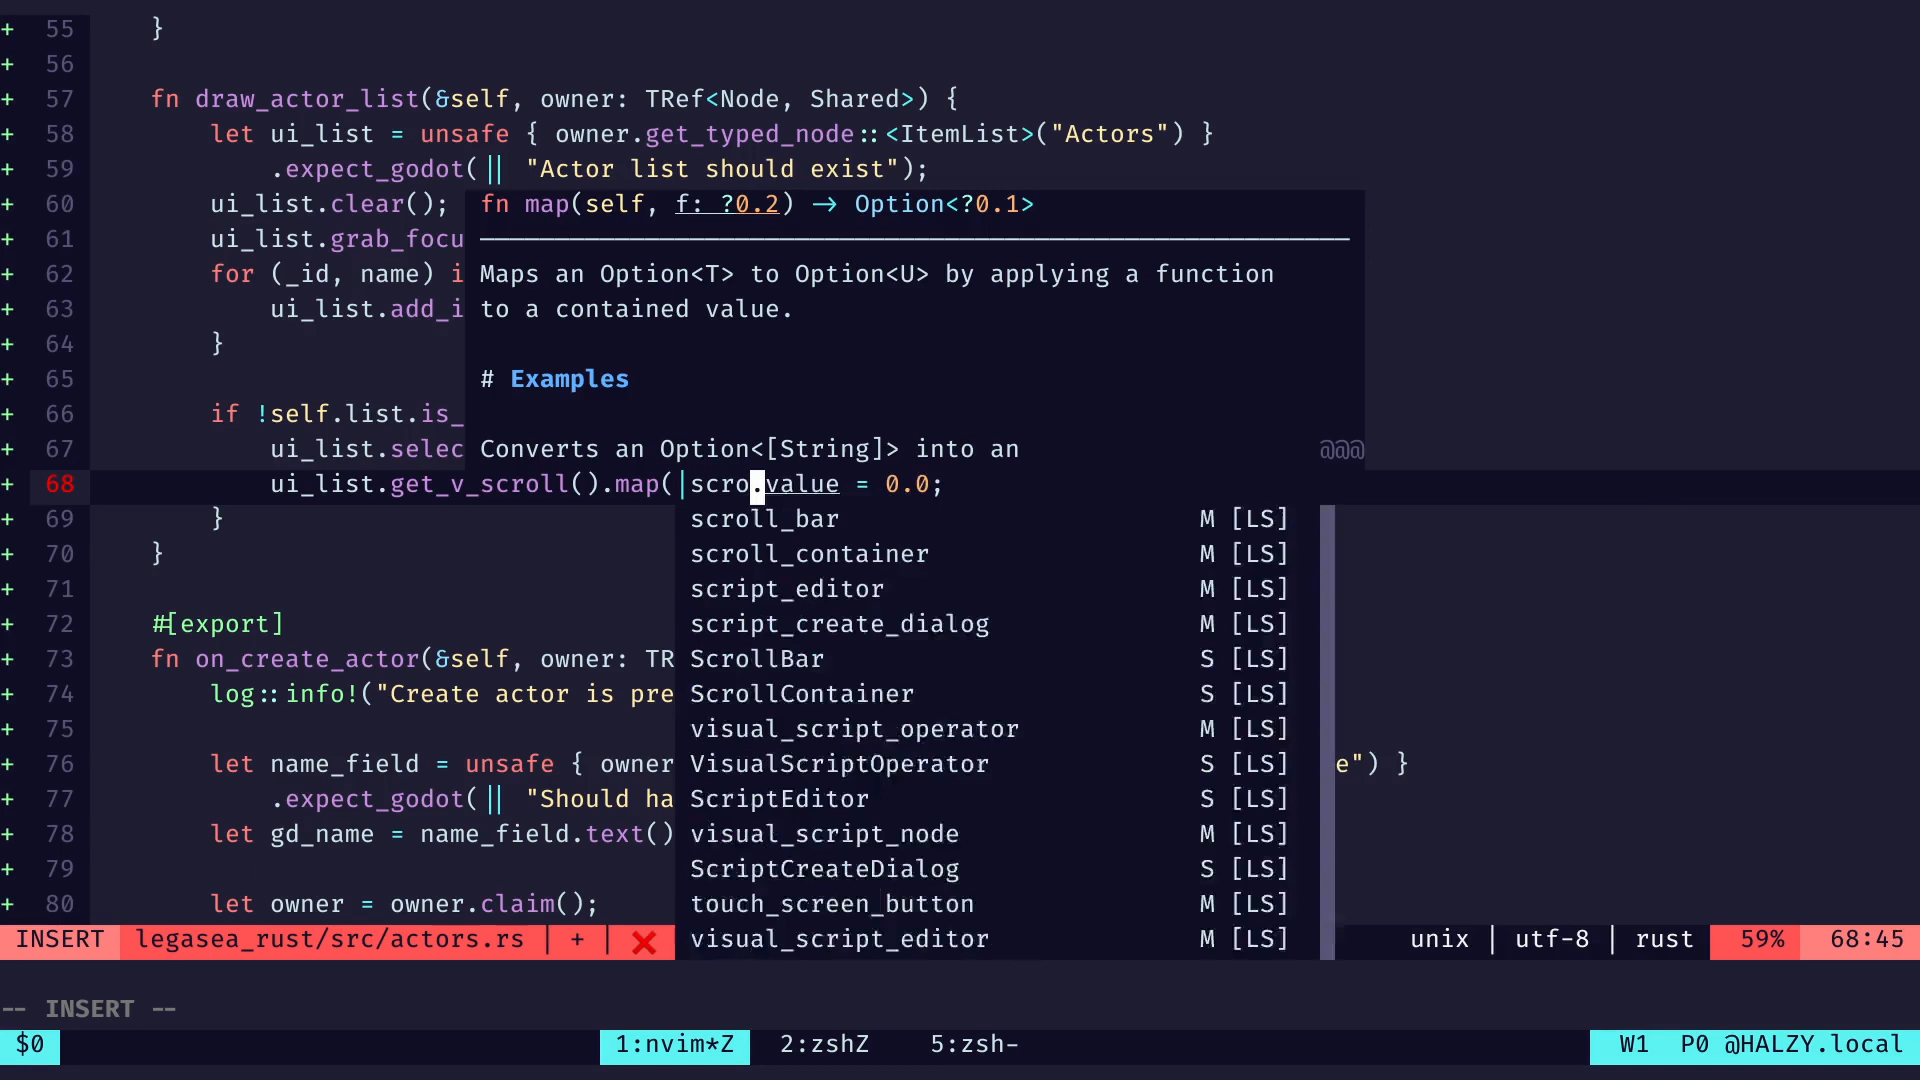 + 55 }
+ 56
+ 57 fn draw_actor_list(&self, owner: TRef<Node, Shared>) {
+ 58 let ui_list = unsafe { owner.get_typed_node::<ItemList>("Actors") }
+ 59 .expect_godot(|| "Actor list should exist");
+ 60 ui_list.clear(); fn map(self, f: ?0.2) -> Option<?0.1>
+ 61 ui_list.grab_focu
+ 62 for (_id, name) i Maps an Option<T> to Option<U> by applying a function
+ 63 ui_list.add_i to a contained value.
+ 64 }
+ 65 # Examples
+ 66 if !self.list.is_
+ 67 ui_list.selec Converts an Option<[String]> into an @@@
+ 68 ui_list.get_v_scroll().map(|scro.value = 0.0;
+ 69 } scroll_bar M [LS]
+ 70 } scroll_container M [LS]
+ 71 script_editor M [LS]
+ 72 #[export] script_create_dialog M [LS]
+ 73 fn on_create_actor(&self, owner: TR ScrollBar S [LS]
+ 74 log::info!("Create actor is pre ScrollContainer S [LS]
+ 75 visual_script_operator M [LS]
+ 76 let name_field = unsafe { owner VisualScriptOperator S [LS] e") }
+ 77 .expect_godot(|| "Should ha ScriptEditor S [LS]
+ 78 let gd_name = name_field.text() visual_script_node M [LS]
+ 79 ScriptCreateDialog S [LS]
+ 80 let owner = owner.claim(); touch_screen_button M [LS]
INSERT legasea_rust/src/actors.rs | + | ❌ visual_script_editor M [LS] unix | utf-8 | rust 59% 68:45
-- INSERT --
$0 1:nvim*Z 2:zshZ 5:zsh- W1 P0 @HALZY.local